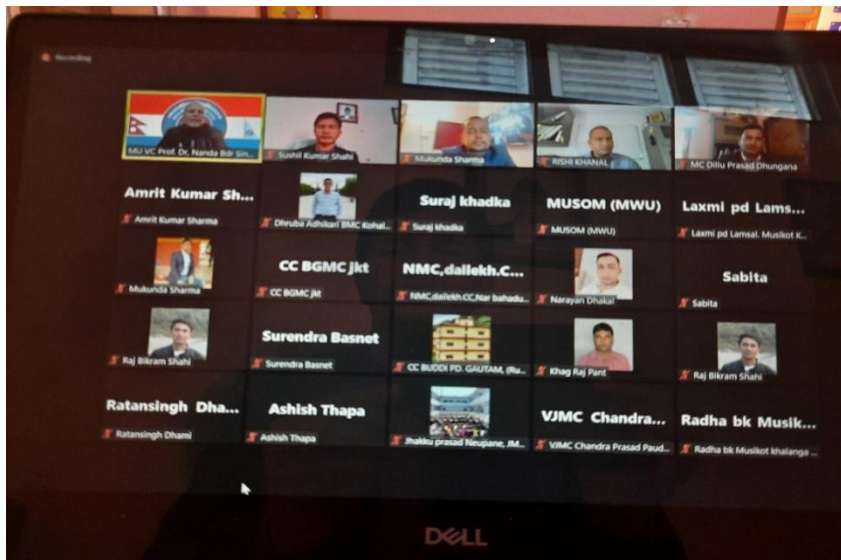 Recording
MU VC Prof. Dr. Nanda Bdr Sin...
Sushil Kumar Shahi
Mukunda Sharma
RISHI KHANAL
MC Dillu Prasad Dhungana
Amrit Kumar Sh...
Amrit Kumar Sharma
Dhruba Adhikari BMC Kohal...
Suraj khadka
Suraj khadka
MUSOM (MWU)
MUSOM (MWU)
Laxmi pd Lams...
Laxmi pd Lamsal. Musikot K...
Mukunda Sharma
CC BGMC Jkt
CC BGMC Jkt
NMC,dailekh.C...
NMC,dailekh.CC,Nar bahadu...
Narayan Dhakal
Sabita
Sabita
Raj Bikram Shahi
Surendra Basnet
Surendra Basnet
CC BUDDI PD. GAUTAM, (Ru...
Khag Raj Pant
Raj Bikram Shahi
Ratansingh Dha...
Ratansingh Dhami
Ashish Thapa
Ashish Thapa
Jhakku prasad Neupane, JM...
VJMC Chandra...
VJMC Chandra Prasad Paud...
Radha bk Musik...
Radha bk Musikot khalanga ...
DELL